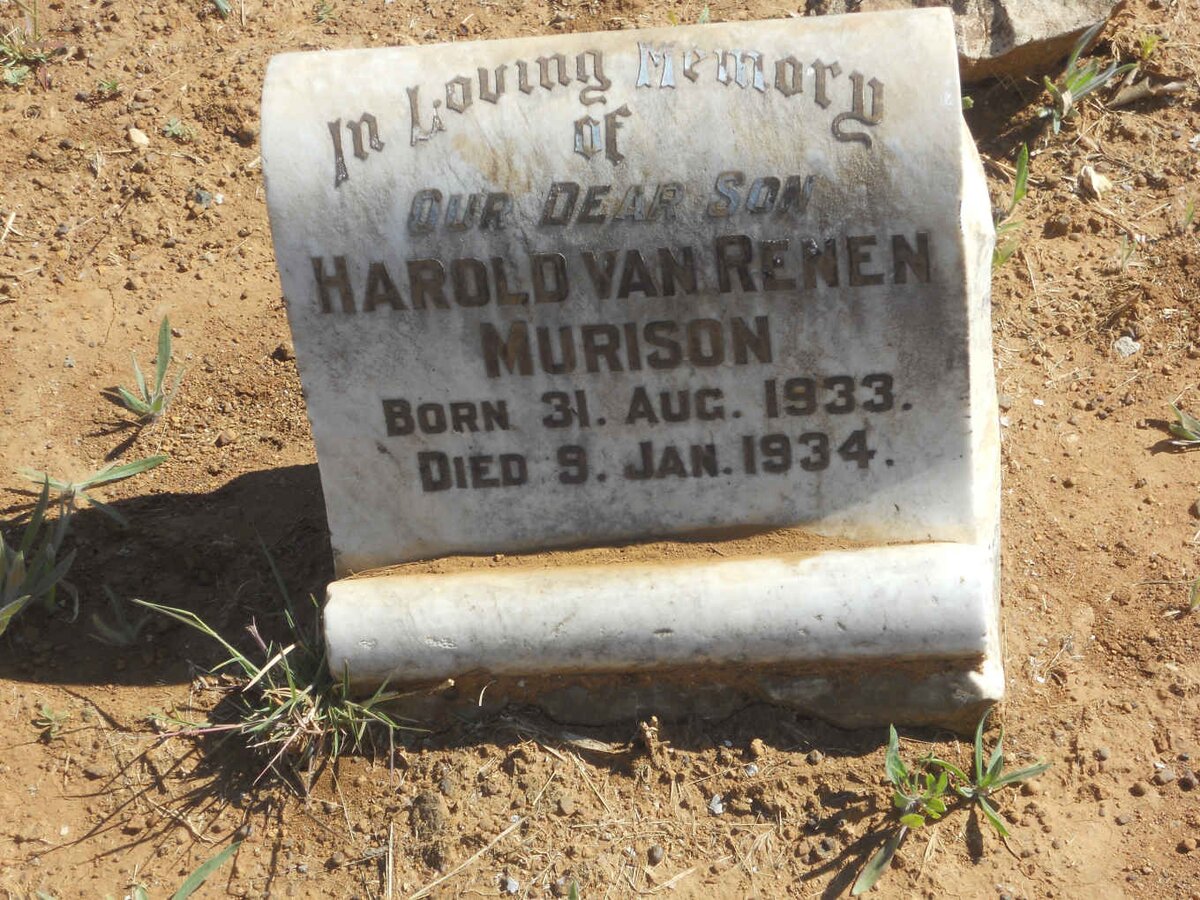 In Loving Memory
of
OUR DEAR SON
HAROLD VAN RENEN
MURISON
BORN 31. AUG. 1933.
DIED 9. JAN. 1934.